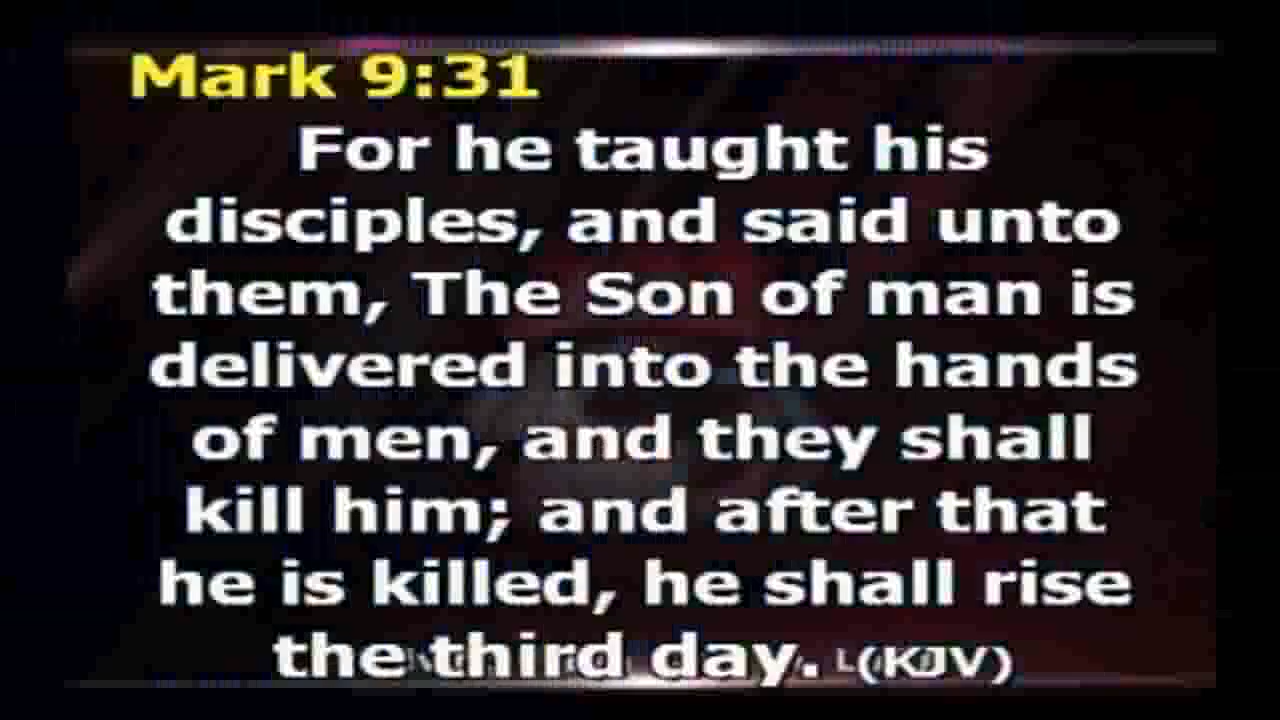 Mark 9:31
For he taught his
disciples, and said unto
them, The Son of man is
delivered into the hands
of men, and they shall
kill him; and after that
he is killed, he shall rise
the third day. (KJV)